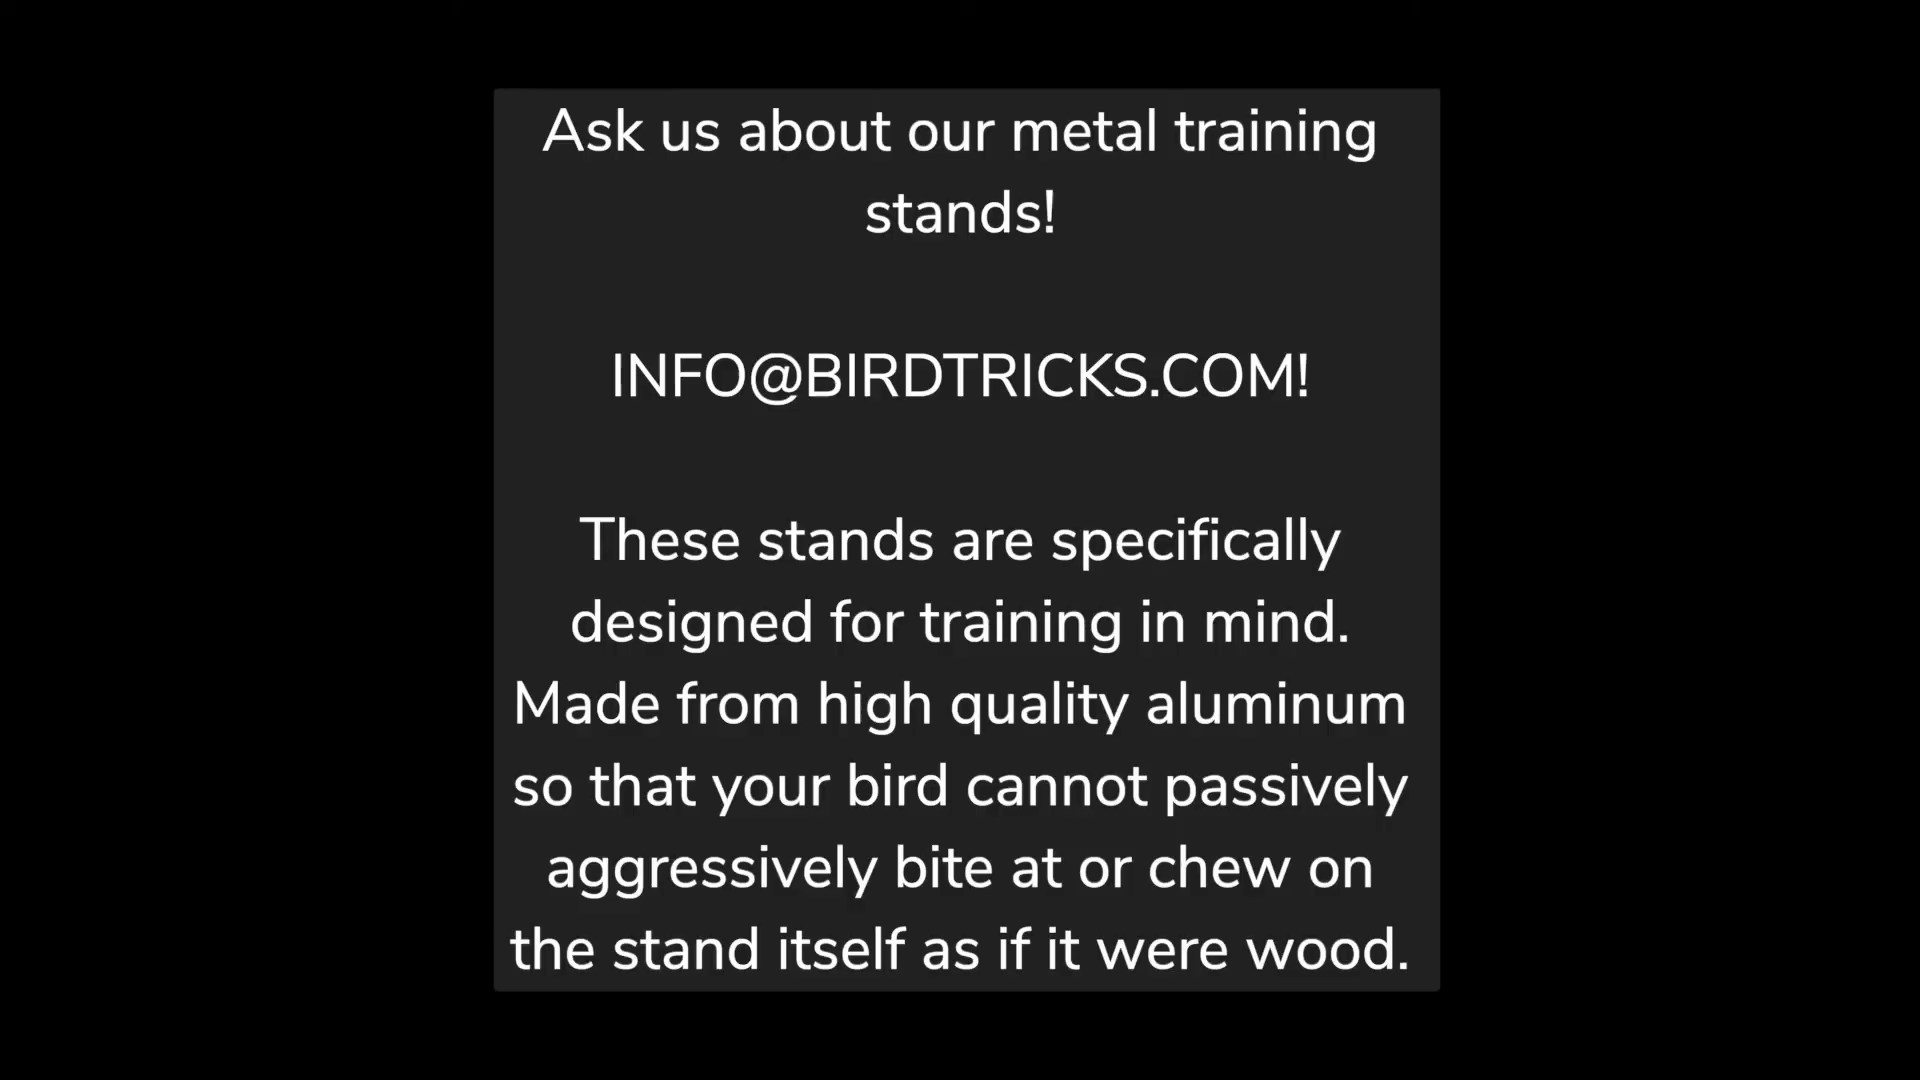 Ask us about our metal training
stands!
INFO@BIRDTRICKS.COM!
These stands are specifically
designed for training in mind.
Made from high quality aluminum
so that your bird cannot passively
aggressively bite at or chew on
the stand itself as if it were wood.